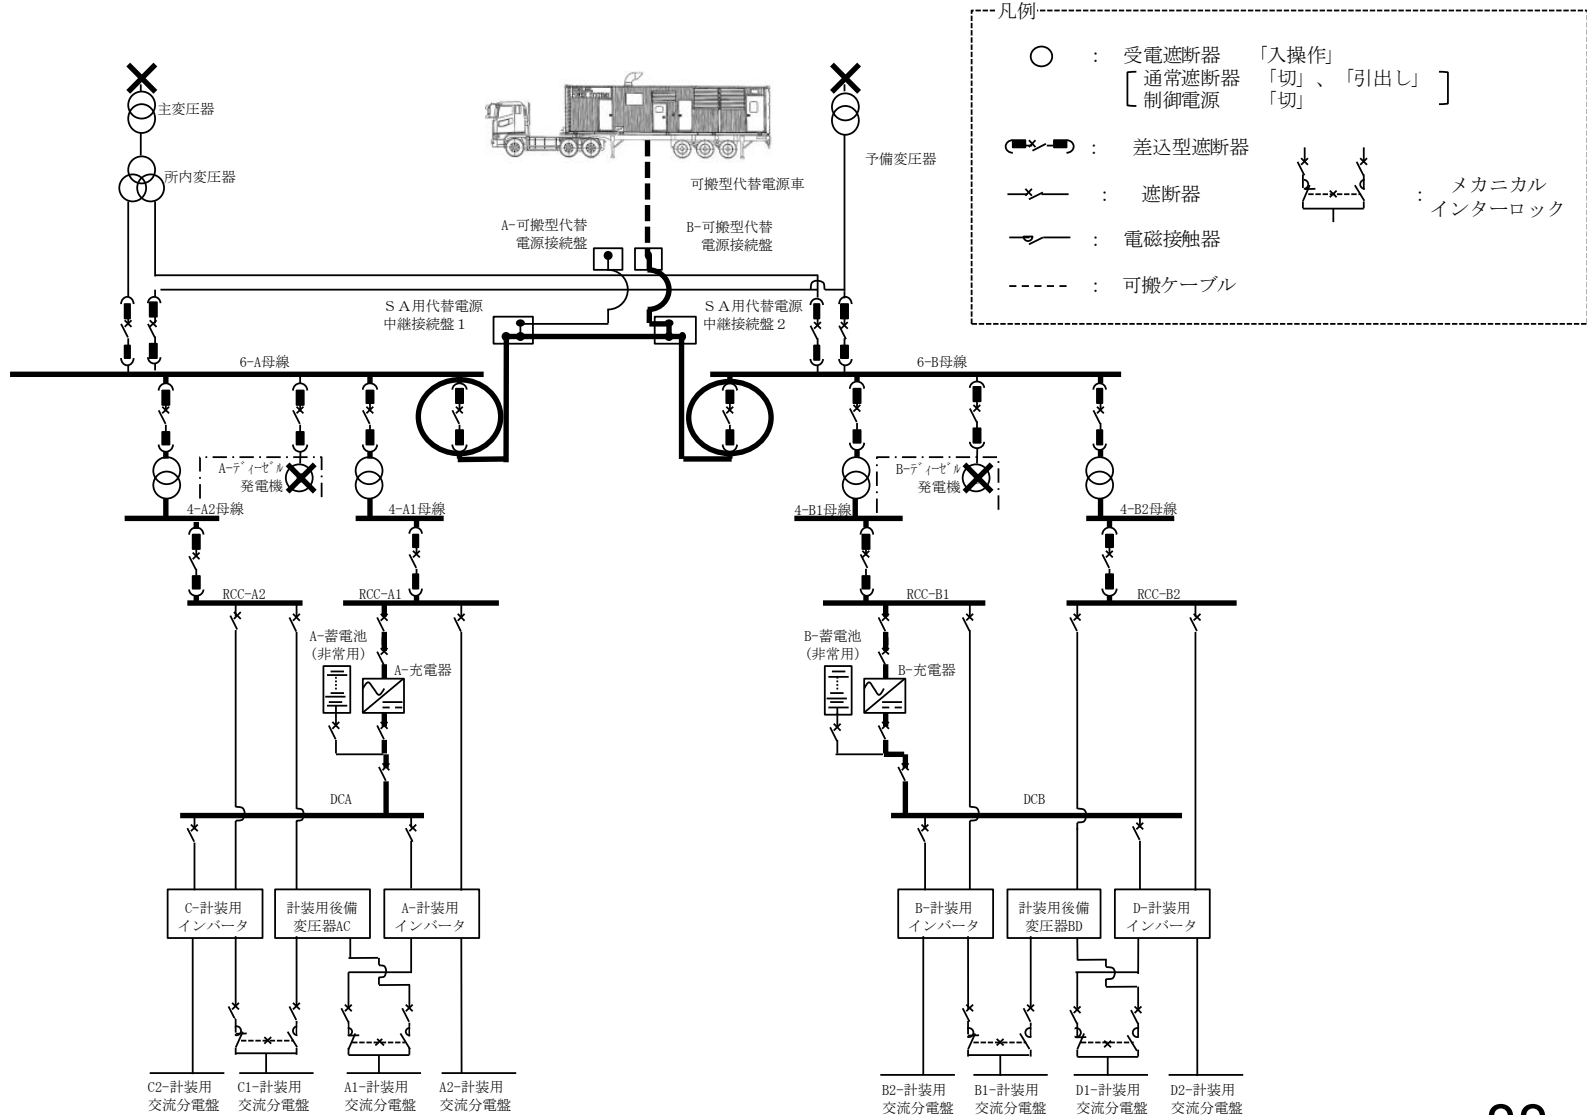 凡例
○ : 受電遮断器 「入操作」
通常遮断器 「切」、「引出し」
制御電源 「切」
: 差込型遮断器
: 遮断器
: 電磁接触器
: 可搬ケーブル
: メカニカル
インターロック
主変圧器
所内変圧器
予備変圧器
可搬型代替電源車
A-可搬型代替
電源接続盤
B-可搬型代替
電源接続盤
SA用代替電源
中継接続盤1
SA用代替電源
中継接続盤2
6-A母線
6-B母線
A-ディーゼル
発電機
B-ディーゼル
発電機
4-A2母線
4-A1母線
4-B1母線
4-B2母線
RCC-A2
RCC-A1
RCC-B1
RCC-B2
A-蓄電池
(非常用)
A-充電器
B-蓄電池
(非常用)
B-充電器
DCA
DCB
C-計装用
インバータ
計装用後備
変圧器AC
A-計装用
インバータ
B-計装用
インバータ
計装用後備
変圧器BD
D-計装用
インバータ
C2-計装用
交流分電盤
C1-計装用
交流分電盤
A1-計装用
交流分電盤
A2-計装用
交流分電盤
B2-計装用
交流分電盤
B1-計装用
交流分電盤
D1-計装用
交流分電盤
D2-計装用
交流分電盤